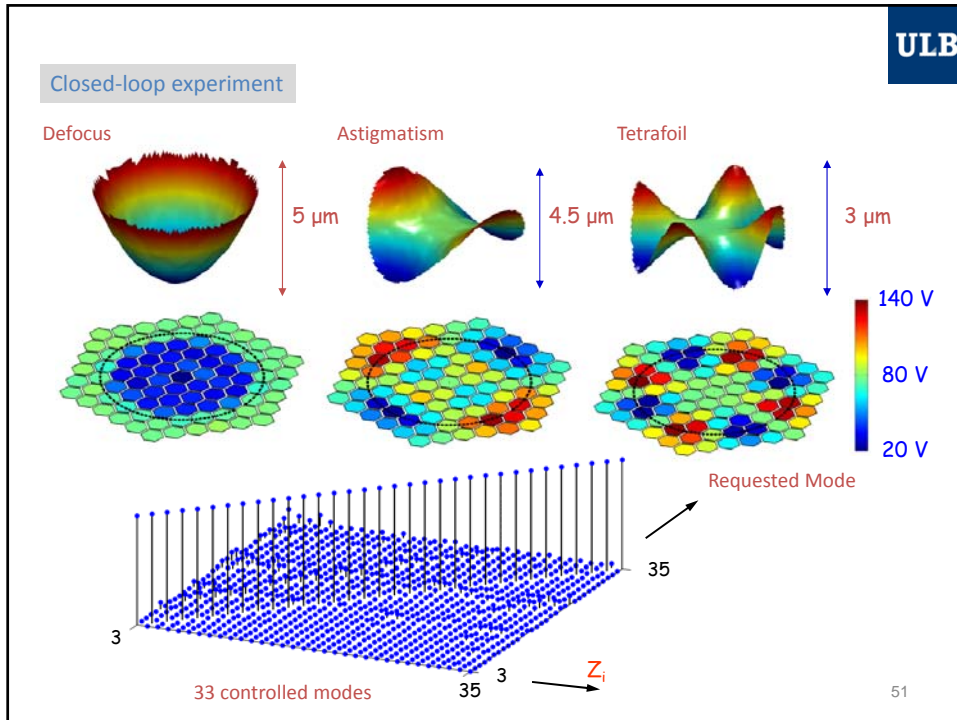 ULB
Closed-loop experiment
Defocus
Astigmatism
Tetrafoil
5 µm
4.5 µm
3 µm
140 V
80 V
20 V
Requested Mode
35
3
35
3
Zi
33 controlled modes
51